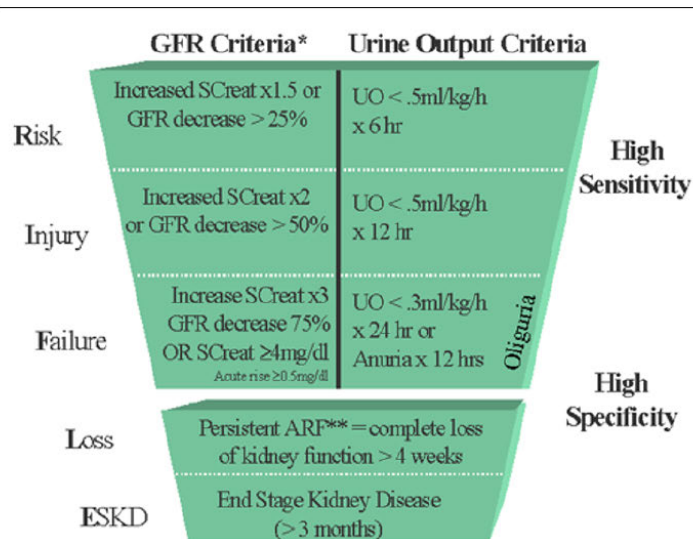 GFR Criteria* Urine Output Criteria
Risk
Increased SCreat x1.5 or
GFR decrease > 25%
UO < .5ml/kg/h
x 6 hr
High
Sensitivity
Injury
Increased SCreat x2
or GFR decrease > 50%
UO < .5ml/kg/h
x 12 hr
Failure
Increase SCreat x3
GFR decrease 75%
OR SCreat ≥4mg/dl
Acute rise ≥0.5mg/dl
UO < .3ml/kg/h
x 24 hr or
Anuria x 12 hrs
Oliguria
High
Specificity
Loss
Persistent ARF** = complete loss
of kidney function > 4 weeks
ESKD
End Stage Kidney Disease
(> 3 months)